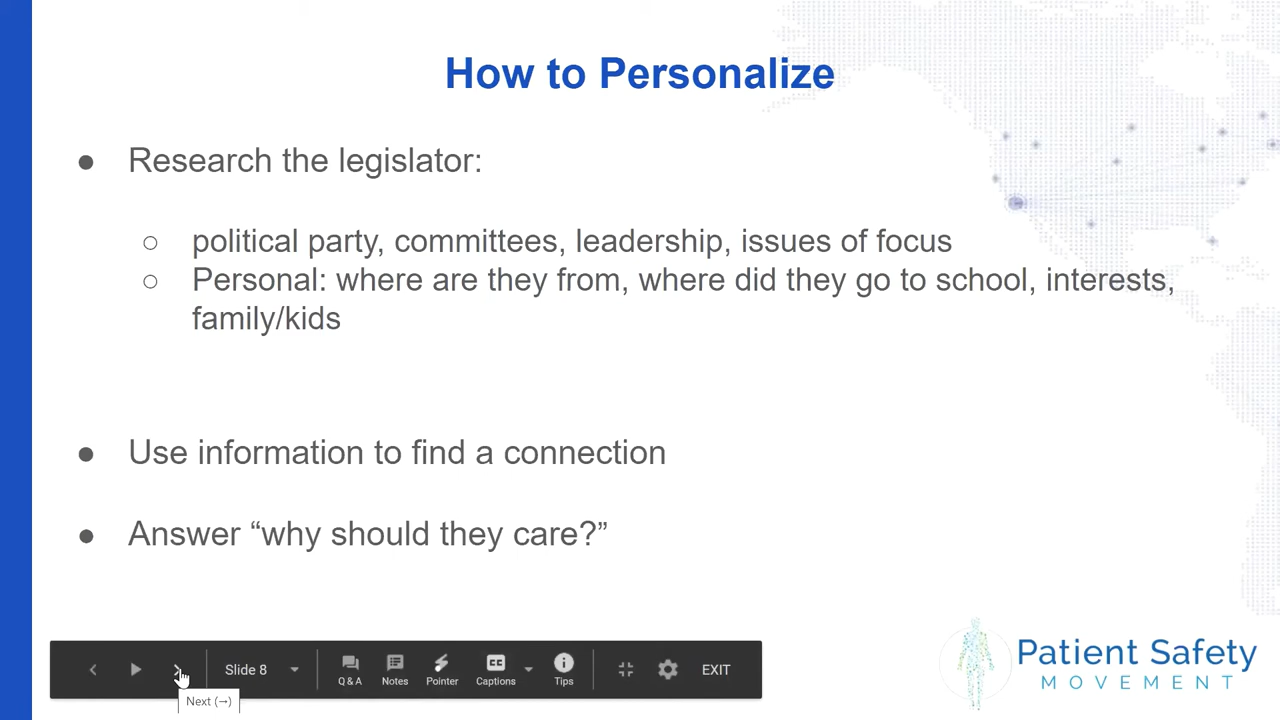 How to Personalize
● Research the legislator:
○ political party, committees, leadership, issues of focus
○ Personal: where are they from, where did they go to school, interests,
family/kids
● Use information to find a connection
● Answer “why should they care?”
Slide 8
Q & A
Notes
Pointer
CC
Captions
Tips
EXIT
Next (→)
Patient Safety
MOVEMENT